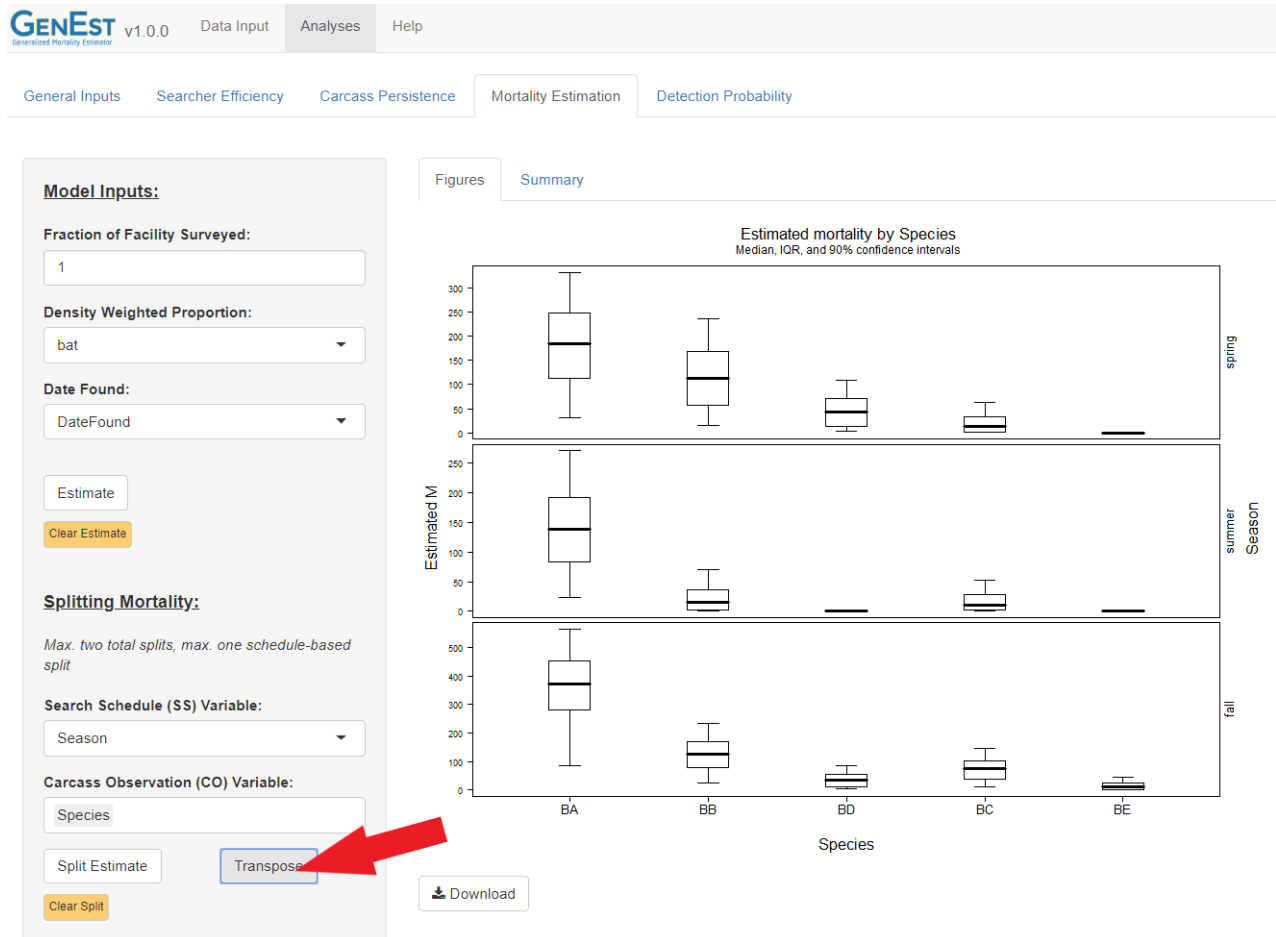 GENEST v1.0.0 Data Input Analyses Help
Generalized Mortality Estimator
General Inputs Searcher Efficiency Carcass Persistence Mortality Estimation Detection Probability
Model Inputs:
Fraction of Facility Surveyed:
1
Density Weighted Proportion:
bat
Date Found:
DateFound
Estimate
Clear Estimate
Splitting Mortality:
Max. two total splits, max. one schedule-based
split
Search Schedule (SS) Variable:
Season
Carcass Observation (CO) Variable:
Species
Split Estimate Transpose
Clear Split
Figures Summary
Estimated mortality by Species
Median, IQR, and 90% confidence intervals
300
250
200
150
100
50
0
spring
250
200
150
100
50
0
summer
500
400
300
200
100
0
fall
Estimated M
Season
BA BB BD BC BE
Species
Download